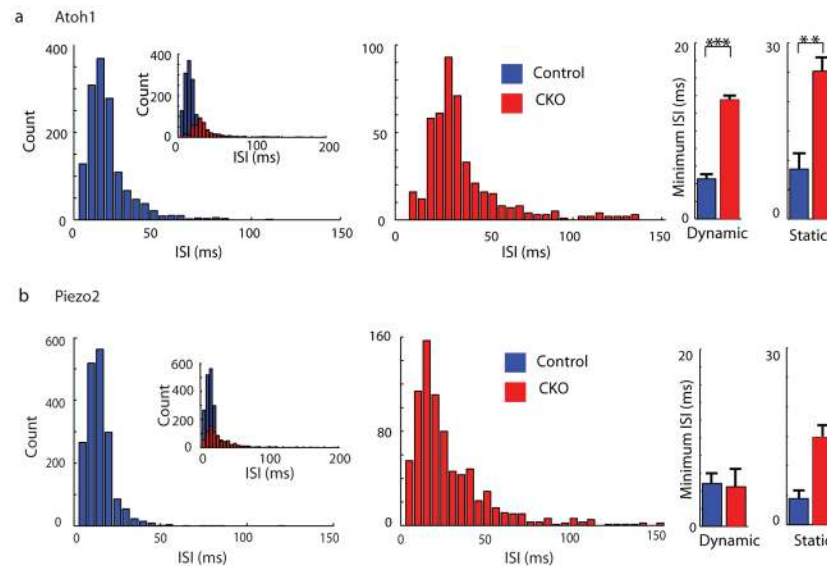 a Atoh1
400
200
0
Count
0 50 100 150
ISI (ms)
400
200
0
Count
0 100 200
ISI (ms)
100
50
0
0 50 100 150
ISI (ms)
Control
CKO
20
0
Minimum ISI (ms)
***
Dynamic
30
0
**
Static
b Piezo2
600
400
200
0
Count
0 50 100 150
ISI (ms)
600
400
200
0
Count
0 100 200
ISI (ms)
160
80
0
0 50 100 150
ISI (ms)
Control
CKO
20
0
Minimum ISI (ms)
Dynamic
30
0
Static